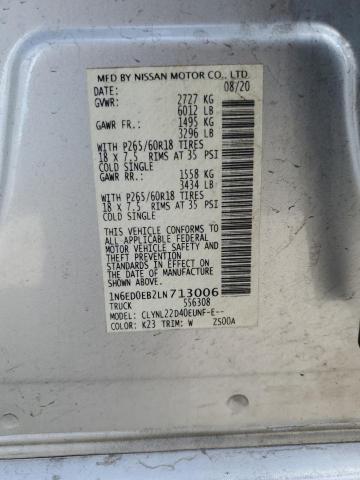 MFD BY NISSAN MOTOR CO., LTD.
DATE: 08/20
GVWR: 2727 KG
6012 LB
GAWR FR.: 1495 KG
3296 LB
WITH P265/60R18 TIRES
18 X 7.5 RIMS AT 35 PSI
COLD SINGLE
GAWR RR.: 1558 KG
3434 LB
WITH P265/60R18 TIRES
18 X 7.5 RIMS AT 35 PSI
COLD SINGLE
THIS VEHICLE CONFORMS TO
ALL APPLICABLE FEDERAL
MOTOR VEHICLE SAFETY AND
THEFT PREVENTION
STANDARDS IN EFFECT ON
THE DATE OF MANUFACTURE
SHOWN ABOVE.
1N6ED0EB2LN713006
TRUCK 556308
MODEL: CLYNL22D40EUNF-E--
COLOR: K23 TRIM: W ZS00A